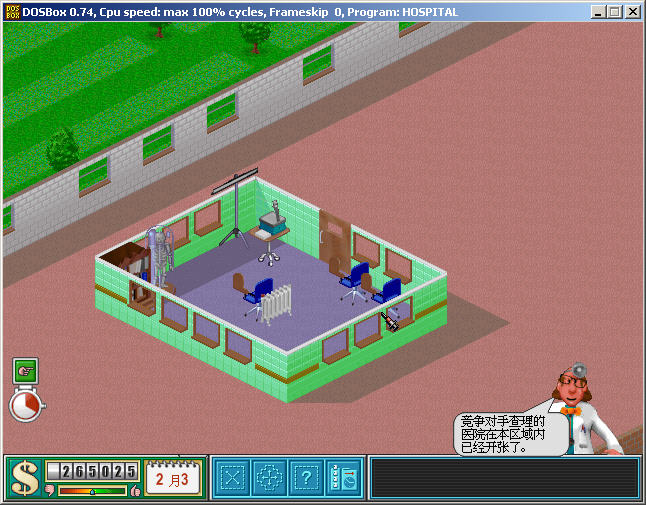 DOSBox 0.74, Cpu speed: max 100% cycles, Frameskip 0, Program: HOSPITAL
竞争对手查理的
医院在本区域内
已经开张了。
$ 265025
2 月3
?